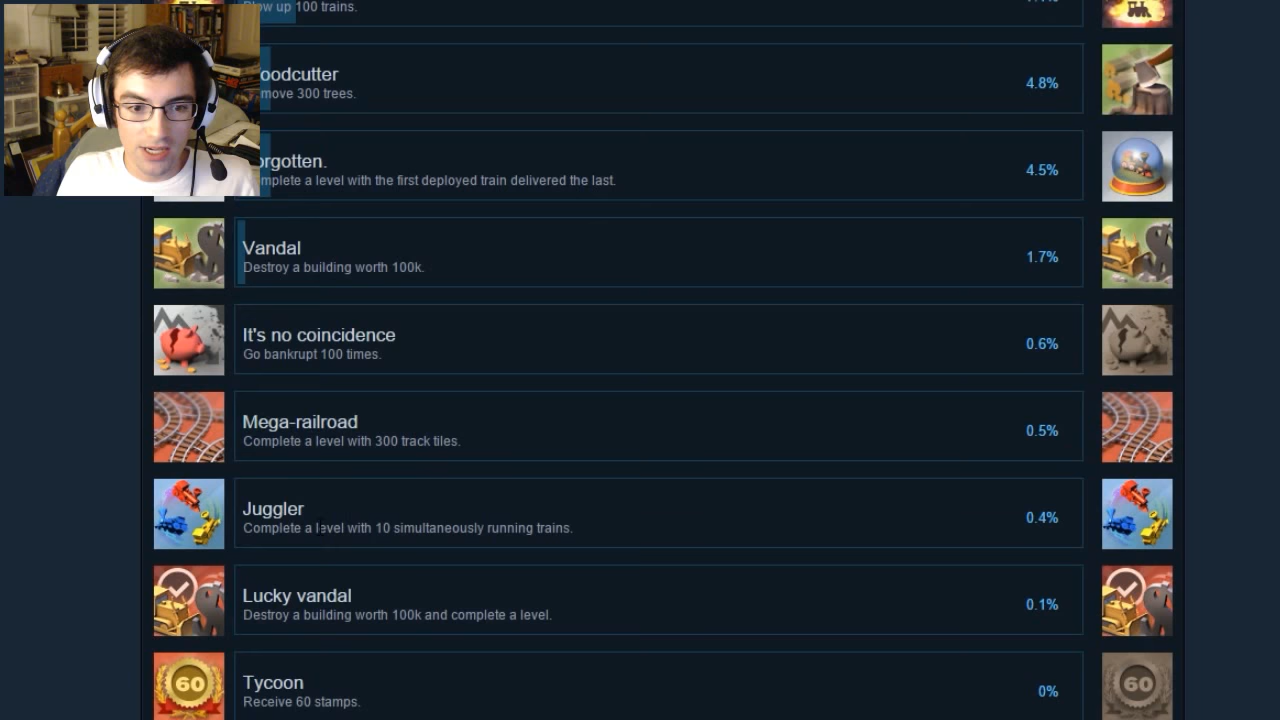 100 trains.
Woodcutter
4.8%
move 300 trees.
Forgotten.
4.5%
mplete a level with the first deployed train delivered the last.
Vandal
1.7%
Destroy a building worth 100k.
It's no coincidence
0.6%
Go bankrupt 100 times.
Mega-railroad
0.5%
Complete a level with 300 track tiles.
Juggler
0.4%
Complete a level with 10 simultaneously running trains.
Lucky vandal
0.1%
Destroy a building worth 100k and complete a level.
60
Tycoon
0%
60
Receive 60 stamps.